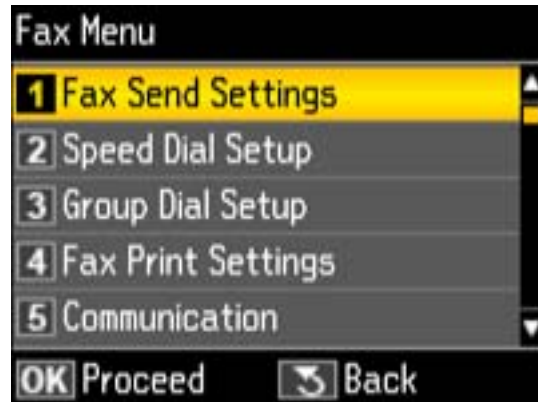 Fax Menu
1 Fax Send Settings
2 Speed Dial Setup
3 Group Dial Setup
4 Fax Print Settings
5 Communication
OK Proceed Back